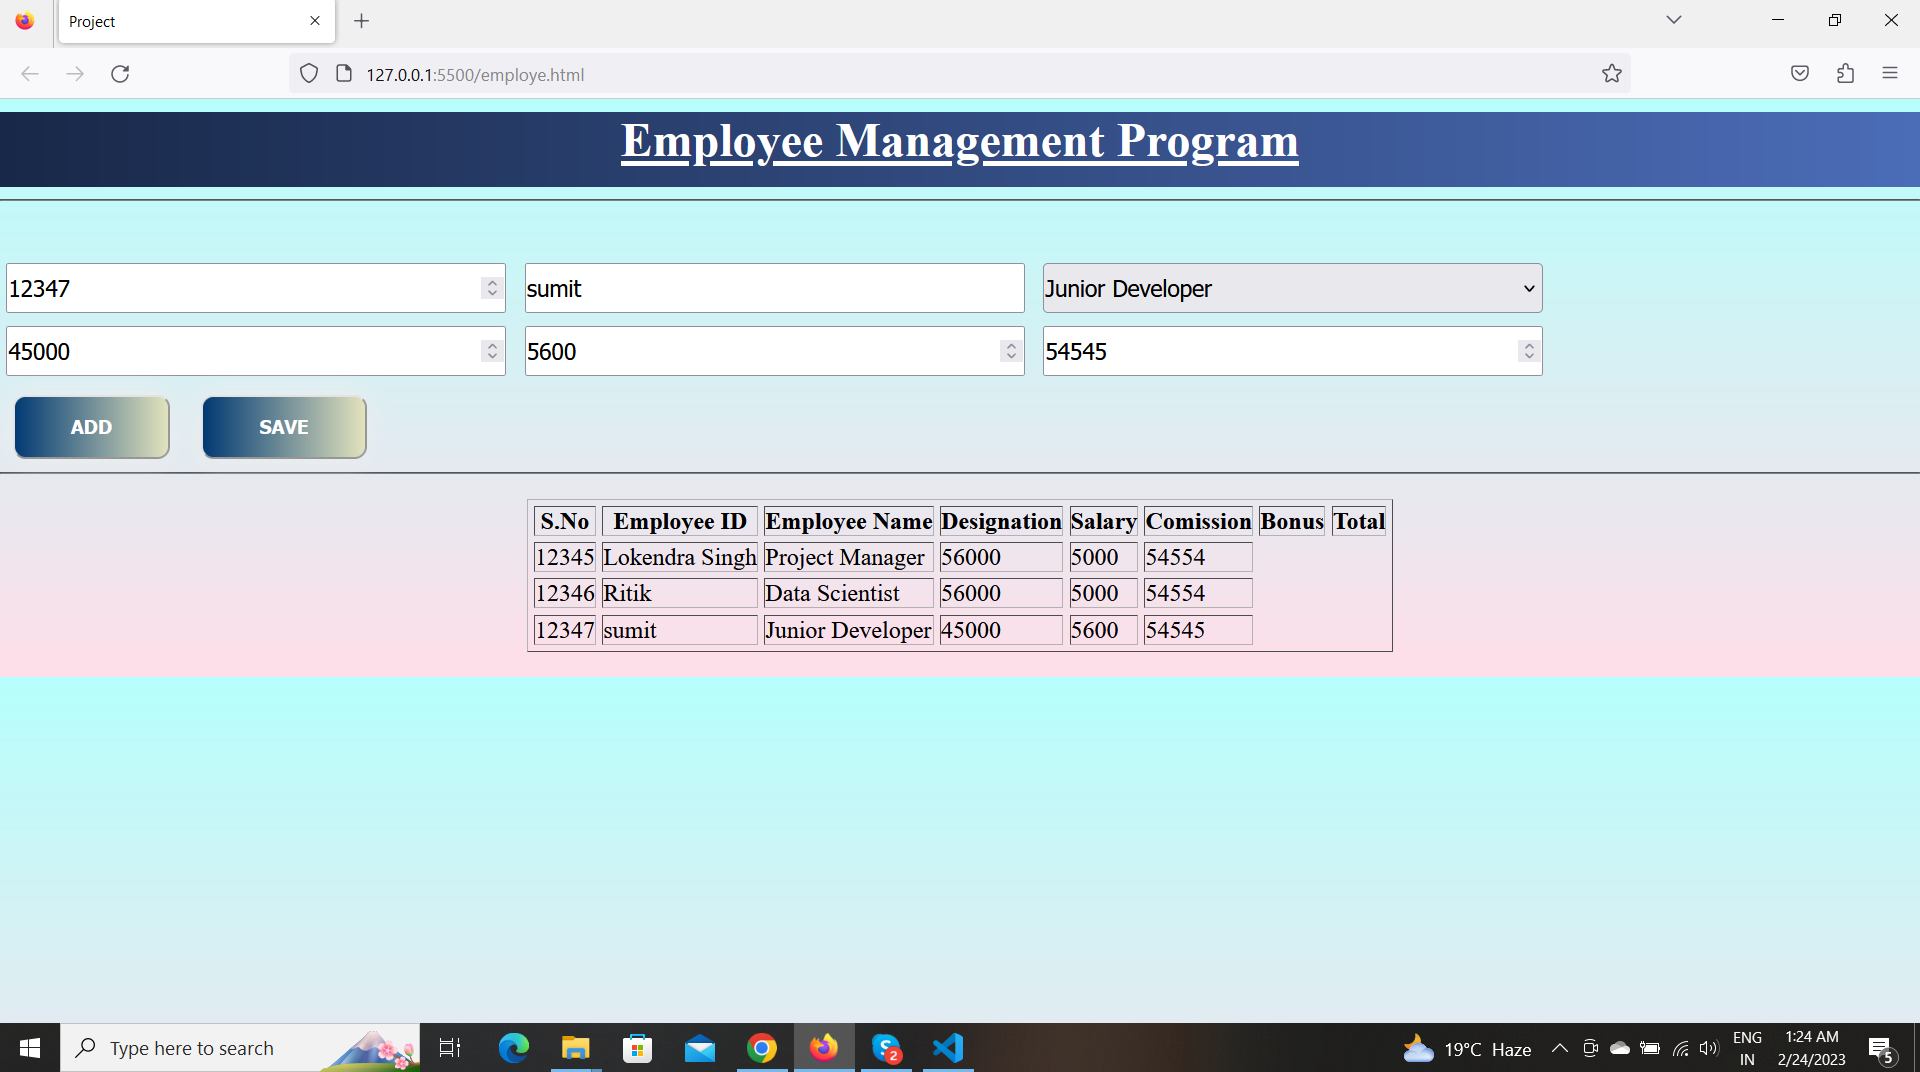 Project
127.0.0.1:5500/employe.html
Employee Management Program
12347 sumit Junior Developer
45000 5600 54545
ADD SAVE
S.No Employee ID Employee Name Designation Salary Comission Bonus Total
12345 Lokendra Singh Project Manager 56000 5000 54554
12346 Ritik Data Scientist 56000 5000 54554
12347 sumit Junior Developer 45000 5600 54545
Type here to search
2
19°C Haze
ENG
IN
1:24 AM
2/24/2023
5